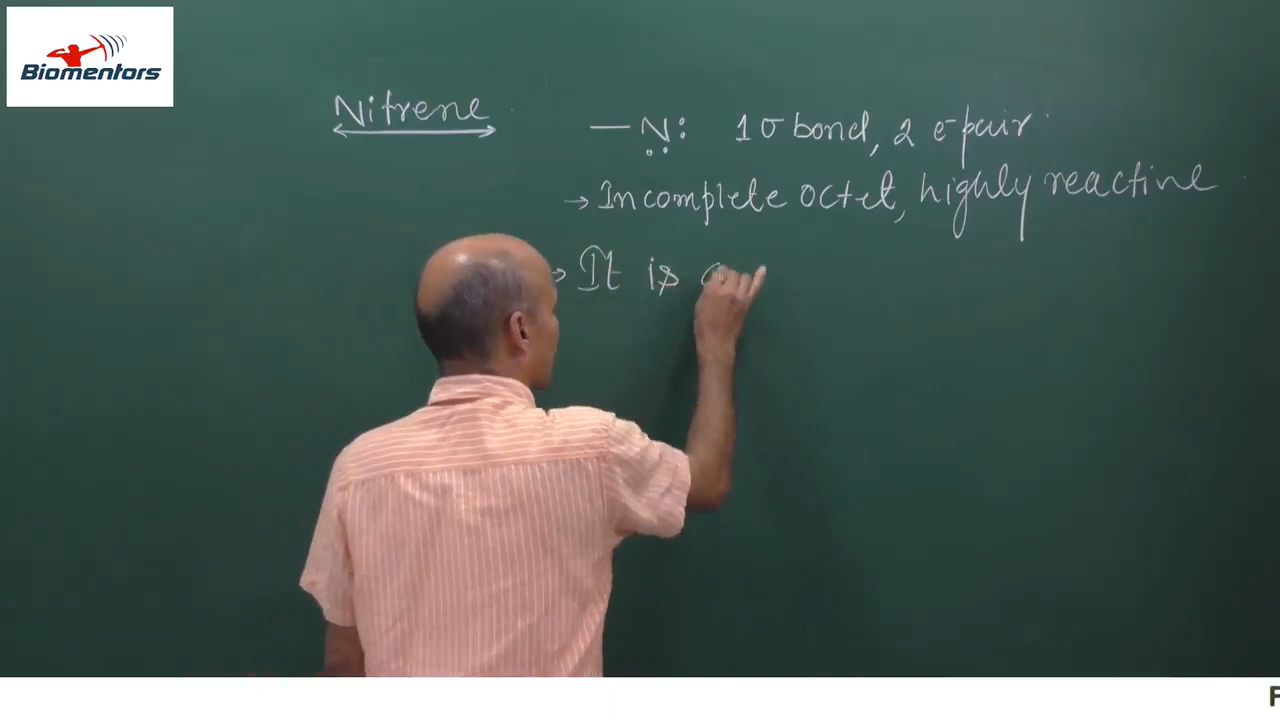 Biomentors
Nitrene
—N̤: 1σ bond, 2 e⁻pair
→ Incomplete octet, highly reactive
→ It is
F